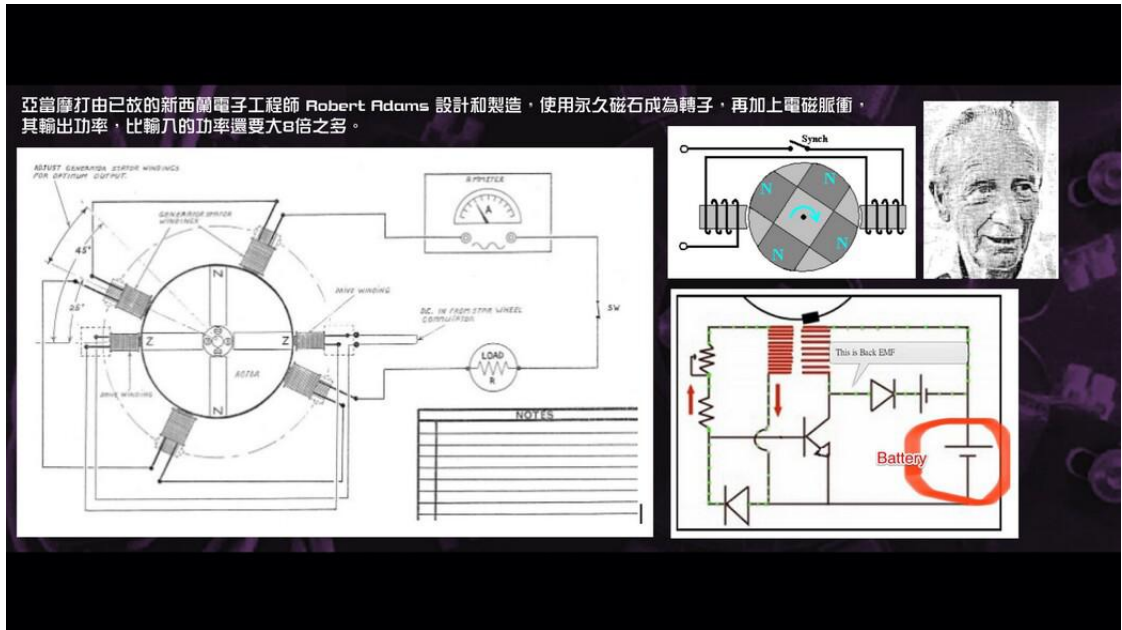 亞當摩打由已故的新西蘭電子工程師 Robert Adams 設計和製造，使用永久磁石成為轉子，再加上電磁脈衝，
其輸出功率，比輸入的功率還要大8倍之多。
ADJUST GENERATOR STATOR WINDINGS
FOR OPTIMUM OUTPUT.
GENERATOR STATOR
WINDINGS
45°
25°
N
Z
Z
N
ROTOR
DRIVE WINDING
DRIVE WINDING
D.C. IN FROM STAR WHEEL
COMMUTATOR
AMMETER
A
SW
LOAD
R
NOTES
Synch
N
N
N
N
This is Back EMF
Battery